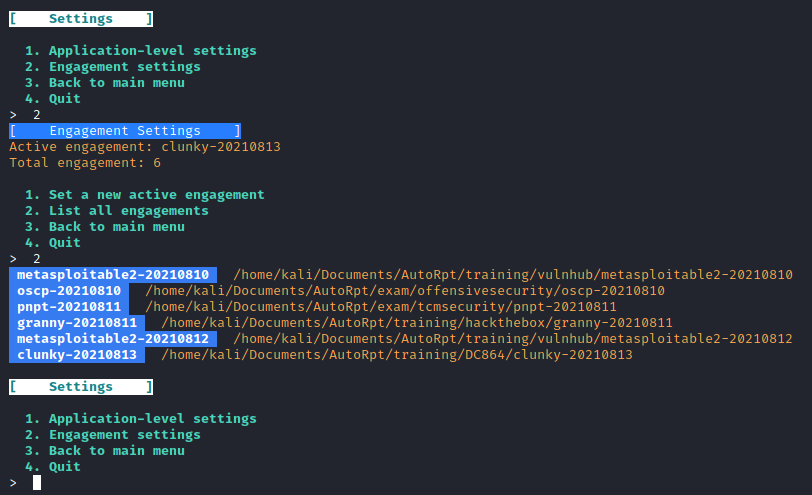 [    Settings    ]
  1. Application-level settings
  2. Engagement settings
  3. Back to main menu
  4. Quit
>  2
[    Engagement Settings    ]
Active engagement: clunky-20210813
Total engagement: 6
  1. Set a new active engagement
  2. List all engagements
  3. Back to main menu
  4. Quit
>  2
 metasploitable2-20210810   /home/kali/Documents/AutoRpt/training/vulnhub/metasploitable2-20210810
 oscp-20210810   /home/kali/Documents/AutoRpt/exam/offensivesecurity/oscp-20210810
 pnpt-20210811   /home/kali/Documents/AutoRpt/exam/tcmsecurity/pnpt-20210811
 granny-20210811   /home/kali/Documents/AutoRpt/training/hackthebox/granny-20210811
 metasploitable2-20210812   /home/kali/Documents/AutoRpt/training/vulnhub/metasploitable2-20210812
 clunky-20210813   /home/kali/Documents/AutoRpt/training/DC864/clunky-20210813
[    Settings    ]
  1. Application-level settings
  2. Engagement settings
  3. Back to main menu
  4. Quit
>